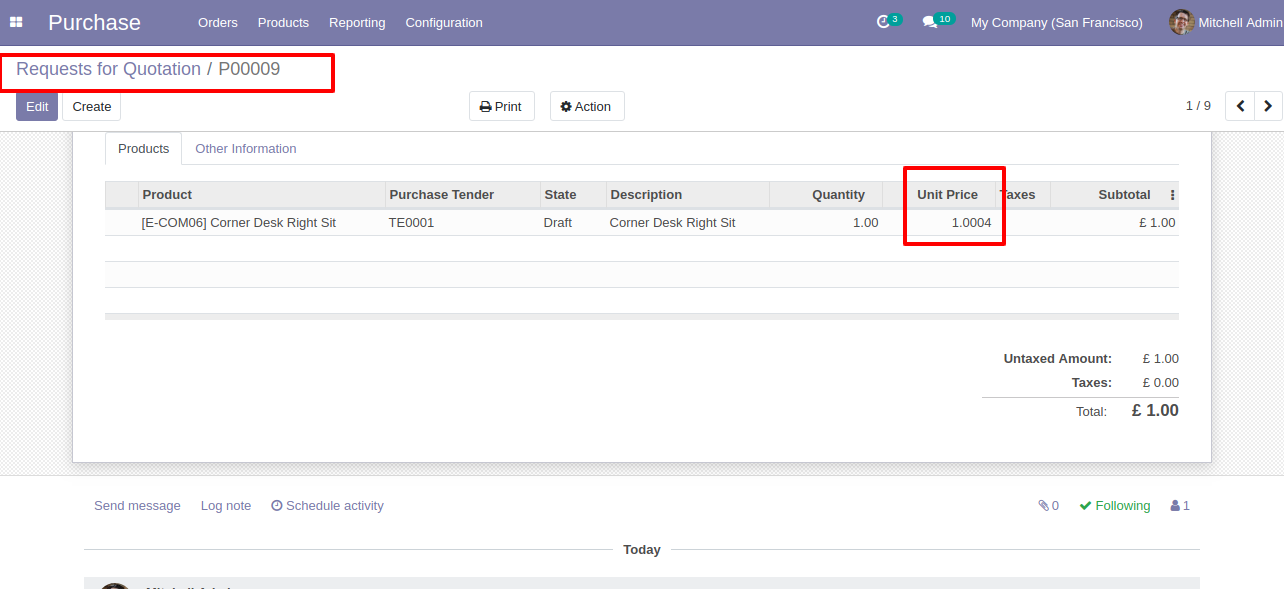 Purchase Orders Products Reporting Configuration 3 10 My Company (San Francisco) Mitchell Admin
Requests for Quotation / P00009
Edit Create Print Action 1 / 9
Products Other Information
Product Purchase Tender State Description Quantity Unit Price Taxes Subtotal
[E-COM06] Corner Desk Right Sit TE0001 Draft Corner Desk Right Sit 1.00 1.0004 £ 1.00
Untaxed Amount: £ 1.00
Taxes: £ 0.00
Total: £ 1.00
Send message Log note Schedule activity 0 Following 1
Today